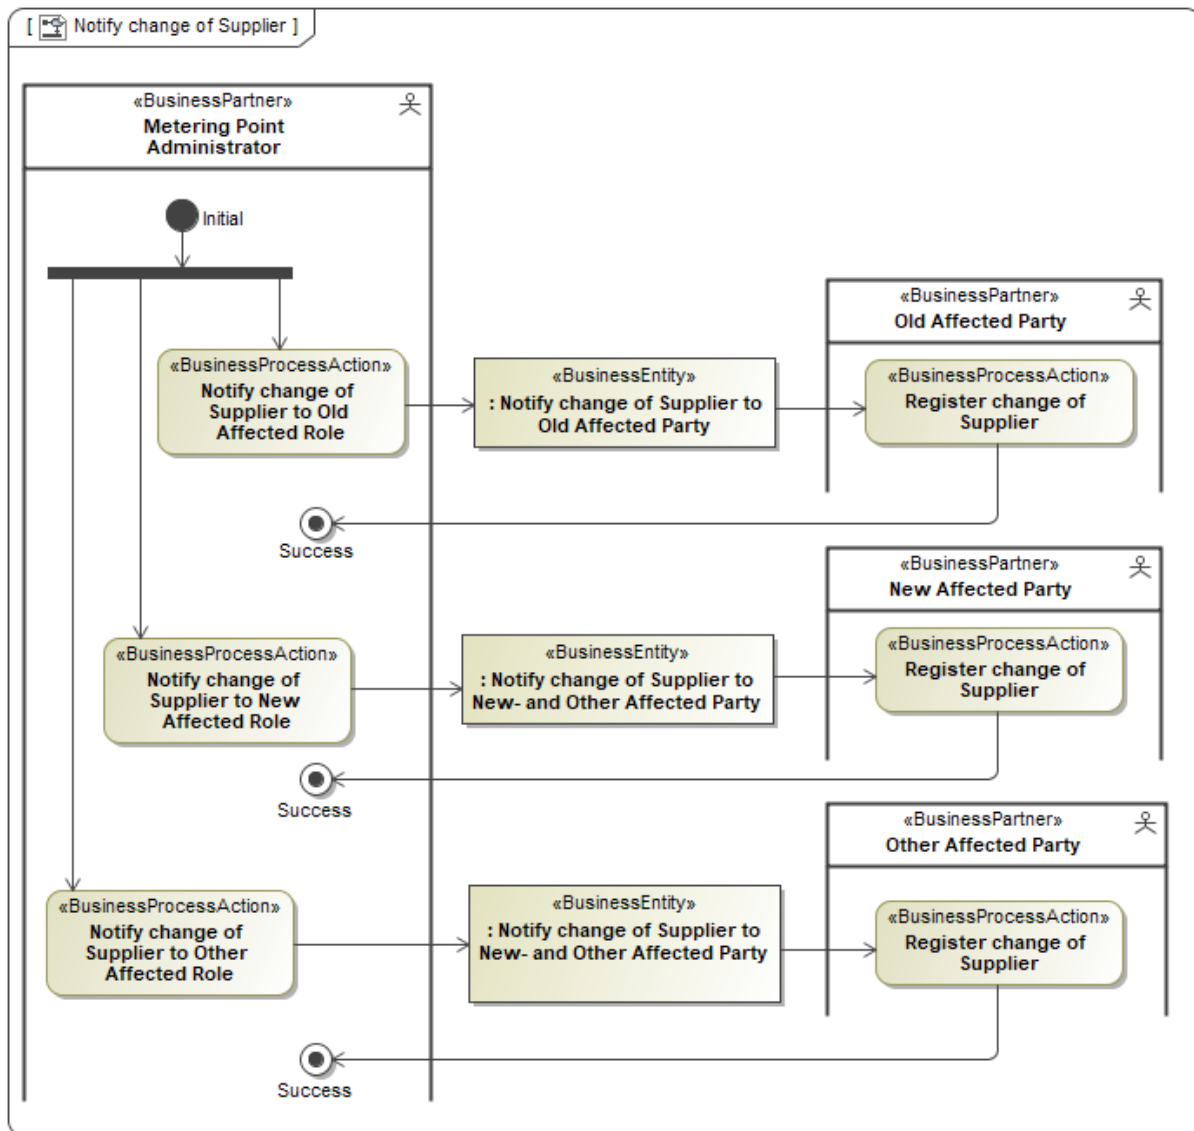 [ Notify change of Supplier ]
«BusinessPartner»
Metering Point
Administrator
Initial
«BusinessPartner»
Old Affected Party
«BusinessProcessAction»
Notify change of
Supplier to Old
Affected Role
«BusinessEntity»
: Notify change of Supplier to
Old Affected Party
«BusinessProcessAction»
Register change of
Supplier
Success
«BusinessPartner»
New Affected Party
«BusinessProcessAction»
Notify change of
Supplier to New
Affected Role
«BusinessEntity»
: Notify change of Supplier to
New- and Other Affected Party
«BusinessProcessAction»
Register change of
Supplier
Success
«BusinessPartner»
Other Affected Party
«BusinessProcessAction»
Notify change of
Supplier to Other
Affected Role
«BusinessEntity»
: Notify change of Supplier to
New- and Other Affected Party
«BusinessProcessAction»
Register change of
Supplier
Success